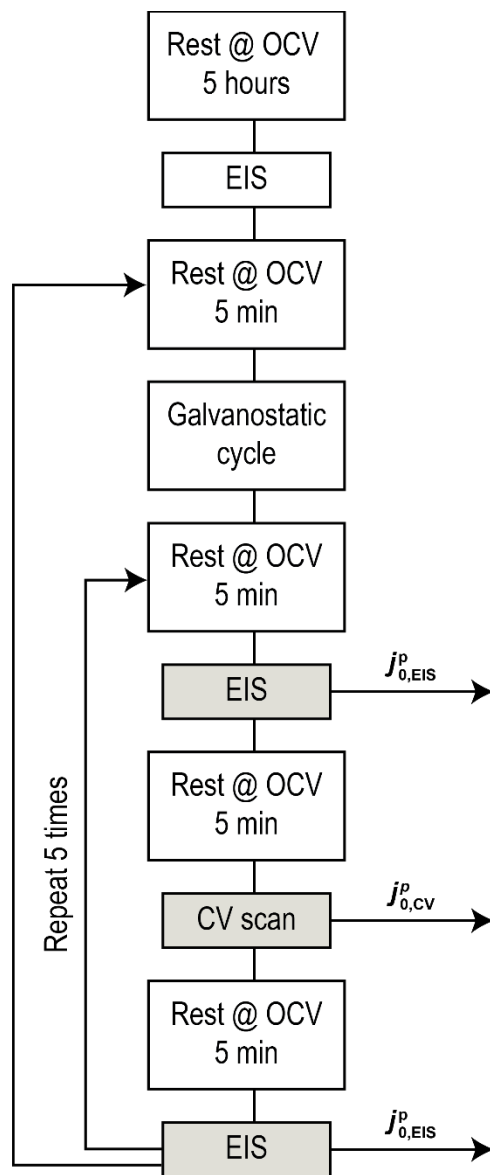 Rest @ OCV
5 hours
EIS
Rest @ OCV
5 min
Galvanostatic
cycle
Rest @ OCV
5 min
EIS
j^p_0,EIS
Rest @ OCV
5 min
CV scan
j^p_0,CV
Rest @ OCV
5 min
EIS
j^p_0,EIS
Repeat 5 times